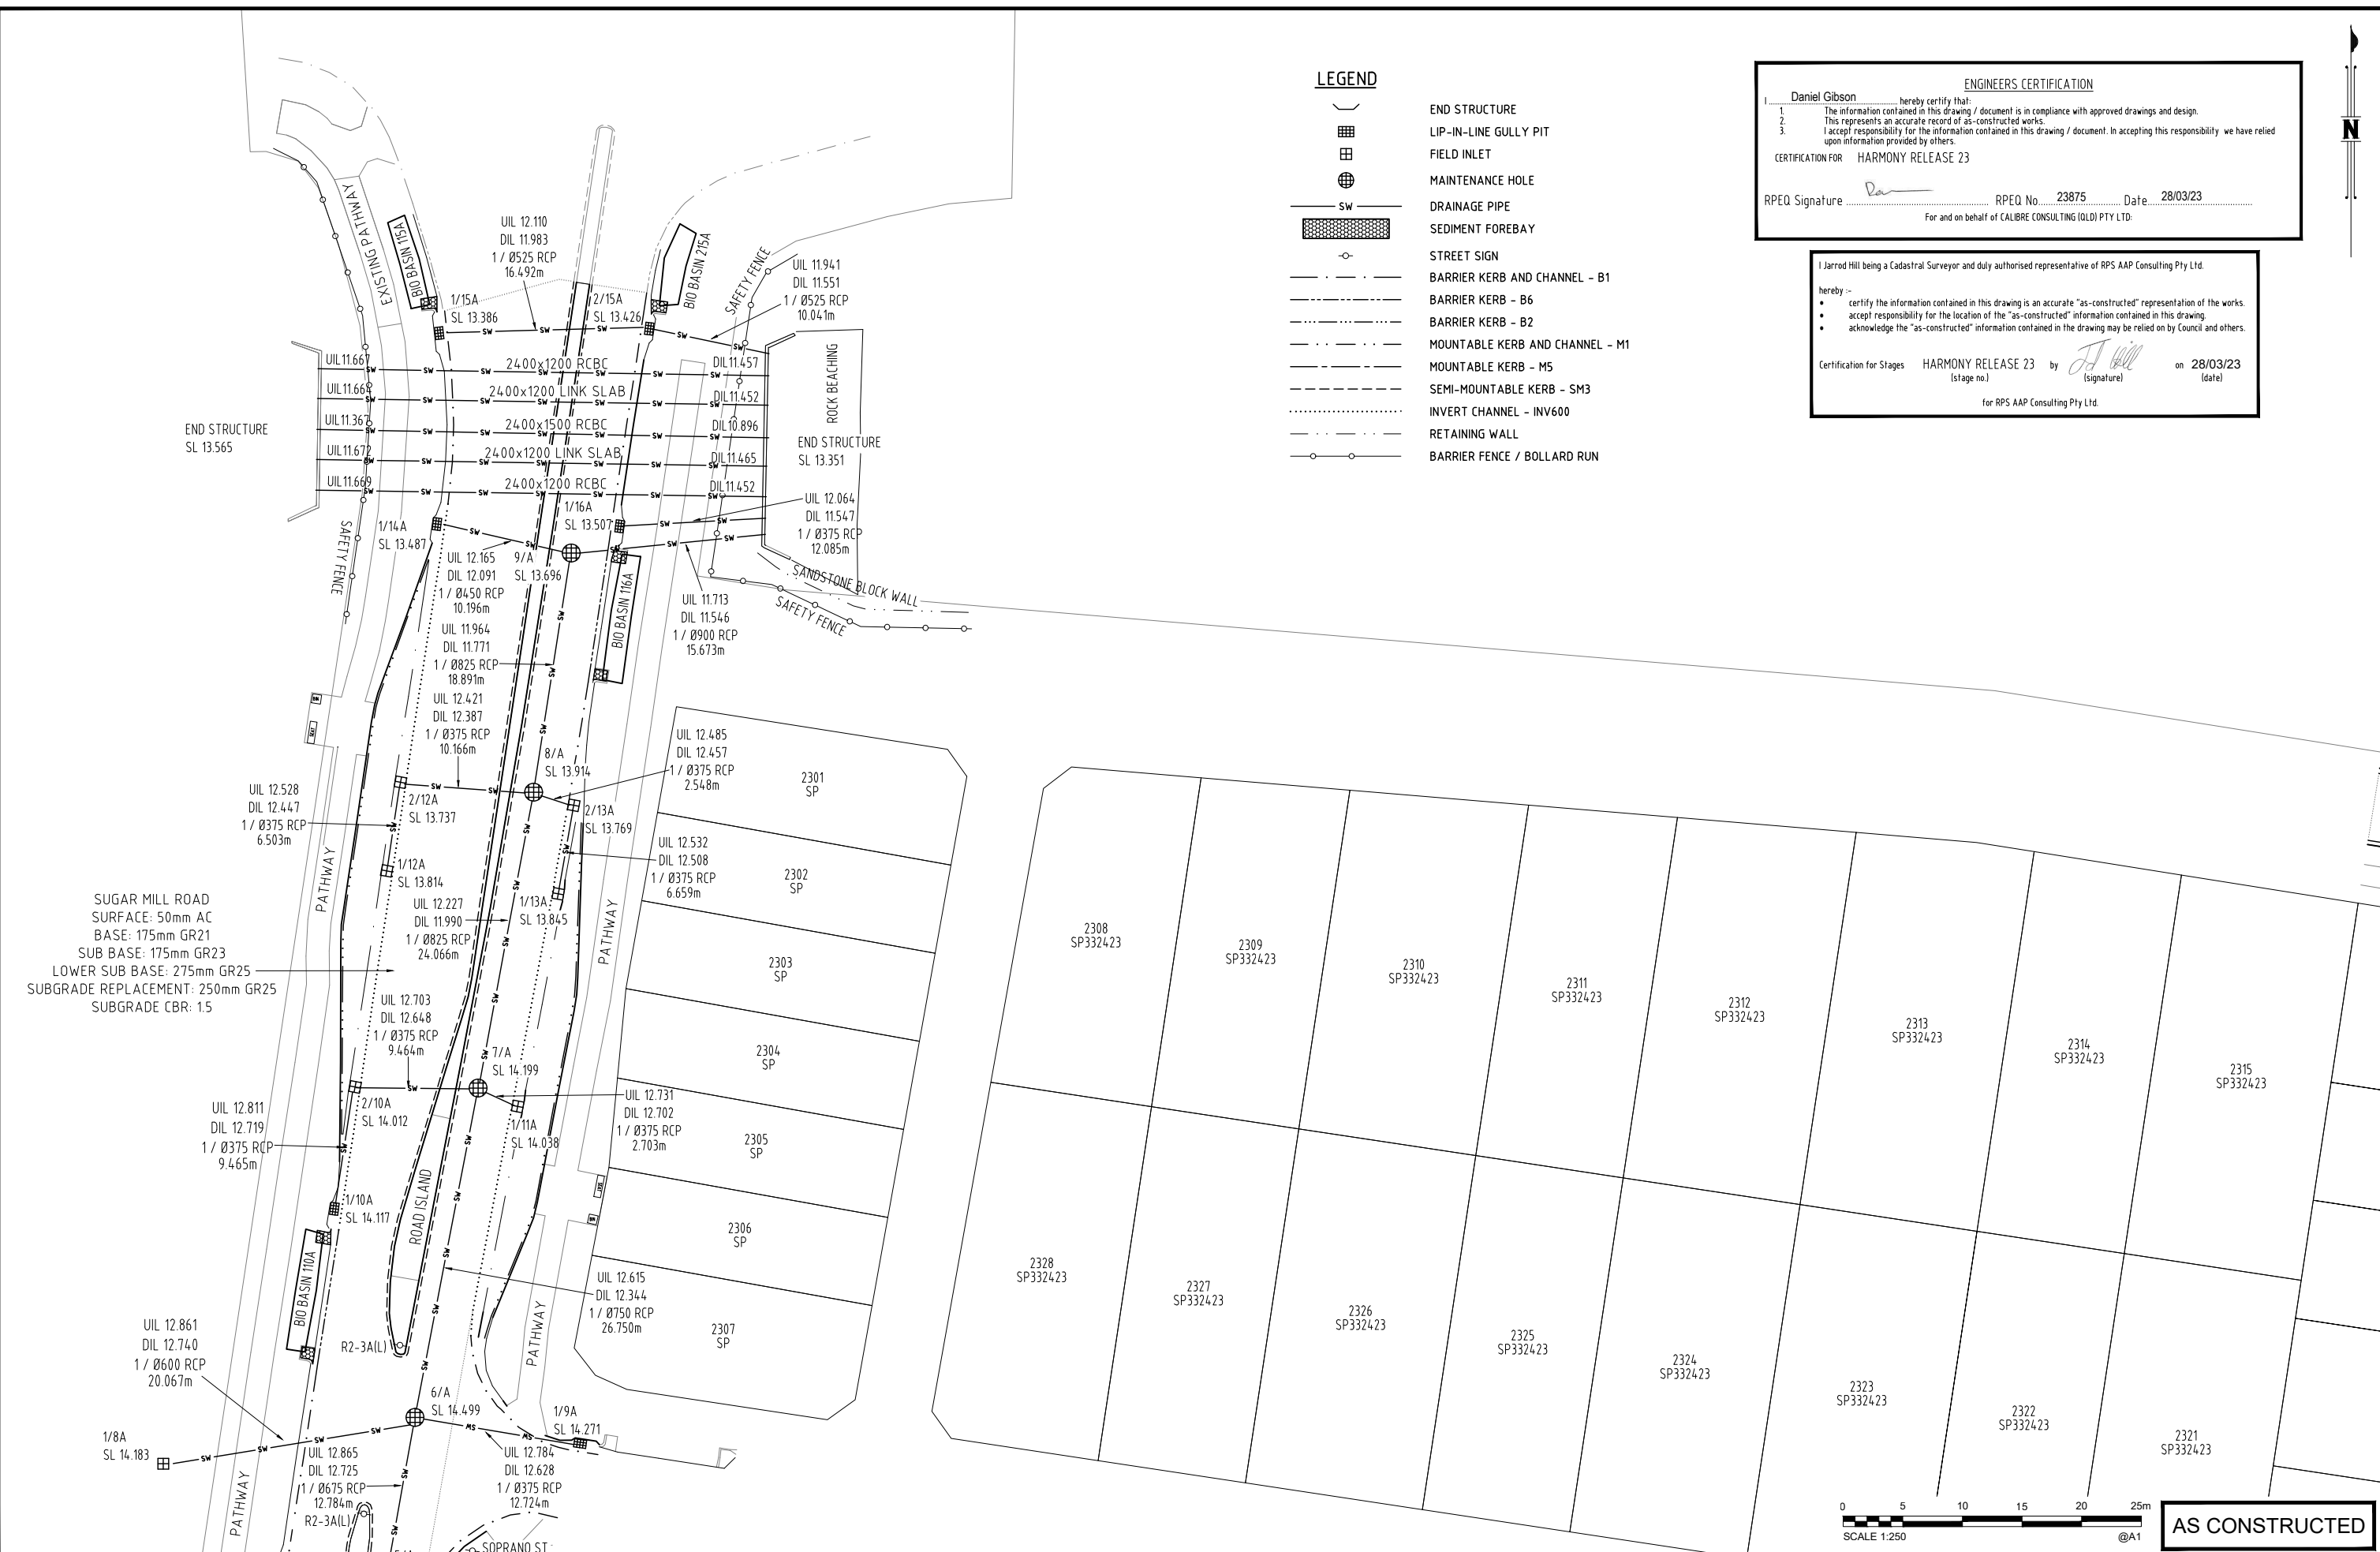 LEGEND
END STRUCTURE
LIP-IN-LINE GULLY PIT
FIELD INLET
MAINTENANCE HOLE
SW
DRAINAGE PIPE
SEDIMENT FOREBAY
STREET SIGN
BARRIER KERB AND CHANNEL - B1
BARRIER KERB - B6
BARRIER KERB - B2
MOUNTABLE KERB AND CHANNEL - M1
MOUNTABLE KERB - M5
SEMI-MOUNTABLE KERB - SM3
INVERT CHANNEL - INV600
RETAINING WALL
BARRIER FENCE / BOLLARD RUN
ENGINEERS CERTIFICATION
I Daniel Gibson hereby certify that:
1. The information contained in this drawing / document is in compliance with approved drawings and design.
2. This represents an accurate record of as-constructed works.
3. I accept responsibility for the information contained in this drawing / document. In accepting this responsibility we have relied
upon information provided by others.
CERTIFICATION FOR HARMONY RELEASE 23
RPEQ Signature RPEQ No. 23875 Date 28/03/23
For and on behalf of CALIBRE CONSULTING (QLD) PTY LTD:
I Jarrod Hill being a Cadastral Surveyor and duly authorised representative of RPS AAP Consulting Pty Ltd.
hereby :-
• certify the information contained in this drawing is an accurate "as-constructed" representation of the works.
• accept responsibility for the location of the "as-constructed" information contained in this drawing.
• acknowledge the "as-constructed" information contained in the drawing may be relied on by Council and others.
Certification for Stages HARMONY RELEASE 23 by on 28/03/23
(stage no.) (signature) (date)
for RPS AAP Consulting Pty Ltd.
N
EXISTING PATHWAY
BIO BASIN 115A
UIL 12.110
DIL 11.983
1 / Ø525 RCP
16.492m
BIO BASIN 215A
SAFETY FENCE
UIL 11.941
DIL 11.551
1 / Ø525 RCP
10.041m
1/15A
SL 13.386
2/15A
SL 13.426
ROCK BEACHING
UIL11.667
2400x1200 RCBC
DIL11.457
UIL11.664
2400x1200 LINK SLAB
DIL11.452
UIL11.367
2400x1500 RCBC
DIL10.896
UIL11.672
2400x1200 LINK SLAB
DIL11.465
UIL11.669
2400x1200 RCBC
DIL11.452
END STRUCTURE
SL 13.565
END STRUCTURE
SL 13.351
1/16A
SL 13.507
UIL 12.064
DIL 11.547
1 / Ø375 RCP
12.085m
1/14A
SL 13.487
SAFETY FENCE
UIL 12.165
DIL 12.091
1 / Ø450 RCP
10.196m
9/A
SL 13.696
BIO BASIN 116A
UIL 11.713
DIL 11.546
1 / Ø900 RCP
15.673m
SANDSTONE BLOCK WALL
SAFETY FENCE
UIL 11.964
DIL 11.771
1 / Ø825 RCP
18.891m
UIL 12.421
DIL 12.387
1 / Ø375 RCP
10.166m
8/A
SL 13.914
UIL 12.485
DIL 12.457
1 / Ø375 RCP
2.548m
UIL 12.528
DIL 12.447
1 / Ø375 RCP
6.503m
2/12A
SL 13.737
2/13A
SL 13.769
UIL 12.532
DIL 12.508
1 / Ø375 RCP
6.659m
1/12A
SL 13.814
PATHWAY
1/13A
SL 13.845
PATHWAY
UIL 12.227
DIL 11.990
1 / Ø825 RCP
24.066m
SUGAR MILL ROAD
SURFACE: 50mm AC
BASE: 175mm GR21
SUB BASE: 175mm GR23
LOWER SUB BASE: 275mm GR25
SUBGRADE REPLACEMENT: 250mm GR25
SUBGRADE CBR: 1.5
UIL 12.703
DIL 12.648
1 / Ø375 RCP
9.464m
7/A
SL 14.199
UIL 12.811
DIL 12.719
1 / Ø375 RCP
9.465m
2/10A
SL 14.012
1/11A
SL 14.038
UIL 12.731
DIL 12.702
1 / Ø375 RCP
2.703m
1/10A
SL 14.117
ROAD ISLAND
BIO BASIN 110A
UIL 12.615
DIL 12.344
1 / Ø750 RCP
26.750m
UIL 12.861
DIL 12.740
1 / Ø600 RCP
20.067m
R2-3A(L)
PATHWAY
6/A
SL 14.499
1/9A
SL 14.271
1/8A
SL 14.183
UIL 12.865
DIL 12.725
1 / Ø675 RCP
12.784m
UIL 12.784
DIL 12.628
1 / Ø375 RCP
12.724m
R2-3A(L)
PATHWAY
SOPRANO ST
2301
SP
2302
SP
2303
SP
2304
SP
2305
SP
2306
SP
2307
SP
2308
SP332423
2309
SP332423
2310
SP332423
2311
SP332423
2312
SP332423
2313
SP332423
2314
SP332423
2315
SP332423
2328
SP332423
2327
SP332423
2326
SP332423
2325
SP332423
2324
SP332423
2323
SP332423
2322
SP332423
2321
SP332423
0 5 10 15 20 25m
SCALE 1:250 @A1
AS CONSTRUCTED